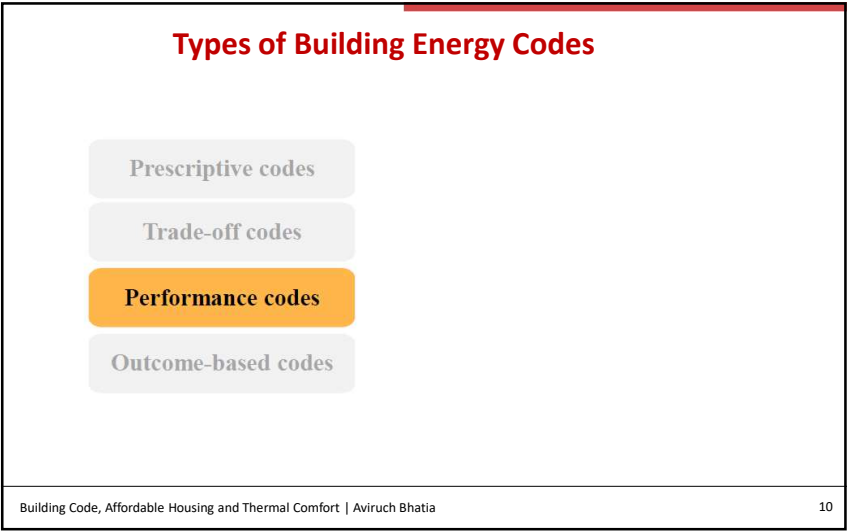 Types of Building Energy Codes
Prescriptive codes
Trade-off codes
Performance codes
Outcome-based codes
Building Code, Affordable Housing and Thermal Comfort | Aviruch Bhatia
10